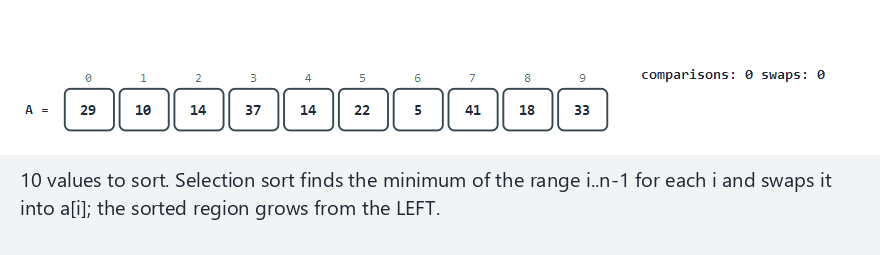 0 1 2 3 4 5 6 7 8 9
comparisons: 0 swaps: 0
A = 29 10 14 37 14 22 5 41 18 33
10 values to sort. Selection sort finds the minimum of the range i..n-1 for each i and swaps it
into a[i]; the sorted region grows from the LEFT.